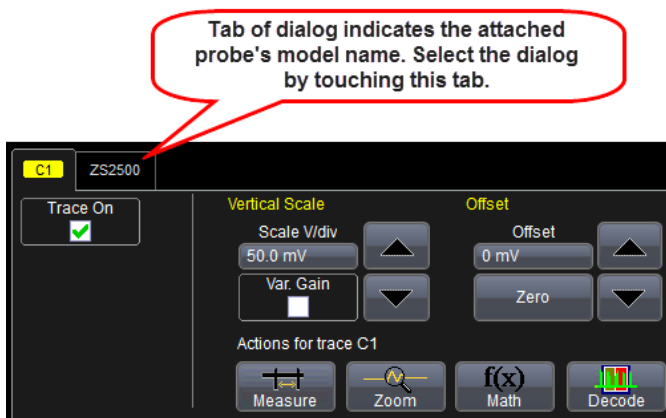 Tab of dialog indicates the attached
probe's model name. Select the dialog
by touching this tab.
C1 ZS2500
Trace On
Vertical Scale
Scale V/div
50.0 mV
Var. Gain
Offset
Offset
0 mV
Zero
Actions for trace C1
Measure
Zoom
f(x)
Math
Decode